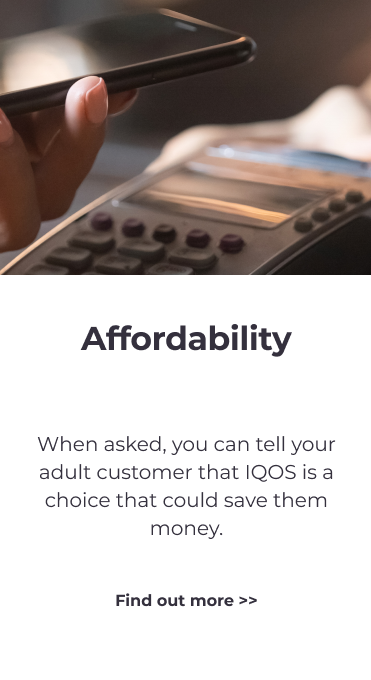 Affordability
When asked, you can tell your
adult customer that IQOS is a
choice that could save them
money.
Find out more >>